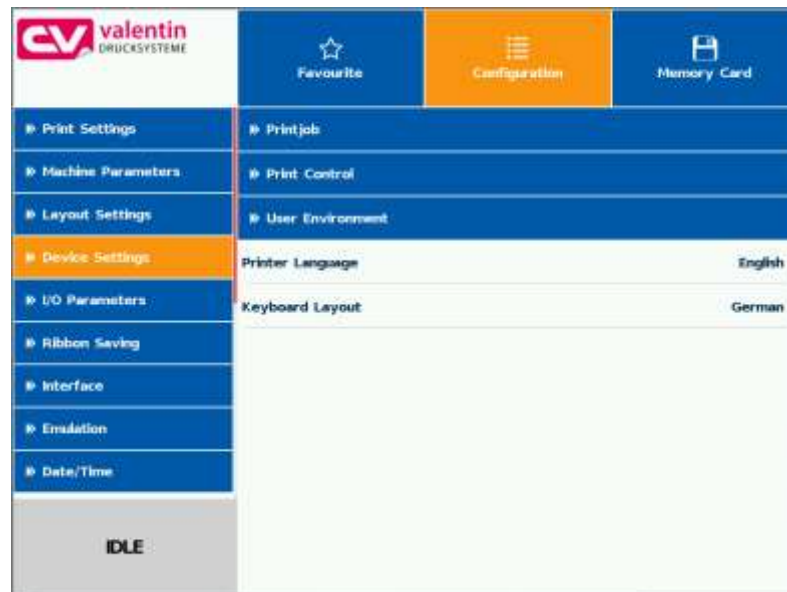 CV valentin
DRUCKSYSTEME
Favourite
Configuration
Memory Card
Print Settings
Machine Parameters
Layout Settings
Device Settings
I/O Parameters
Ribbon Saving
Interface
Emulation
Date/Time
IDLE
Printjob
Print Control
User Environment
Printer Language English
Keyboard Layout German